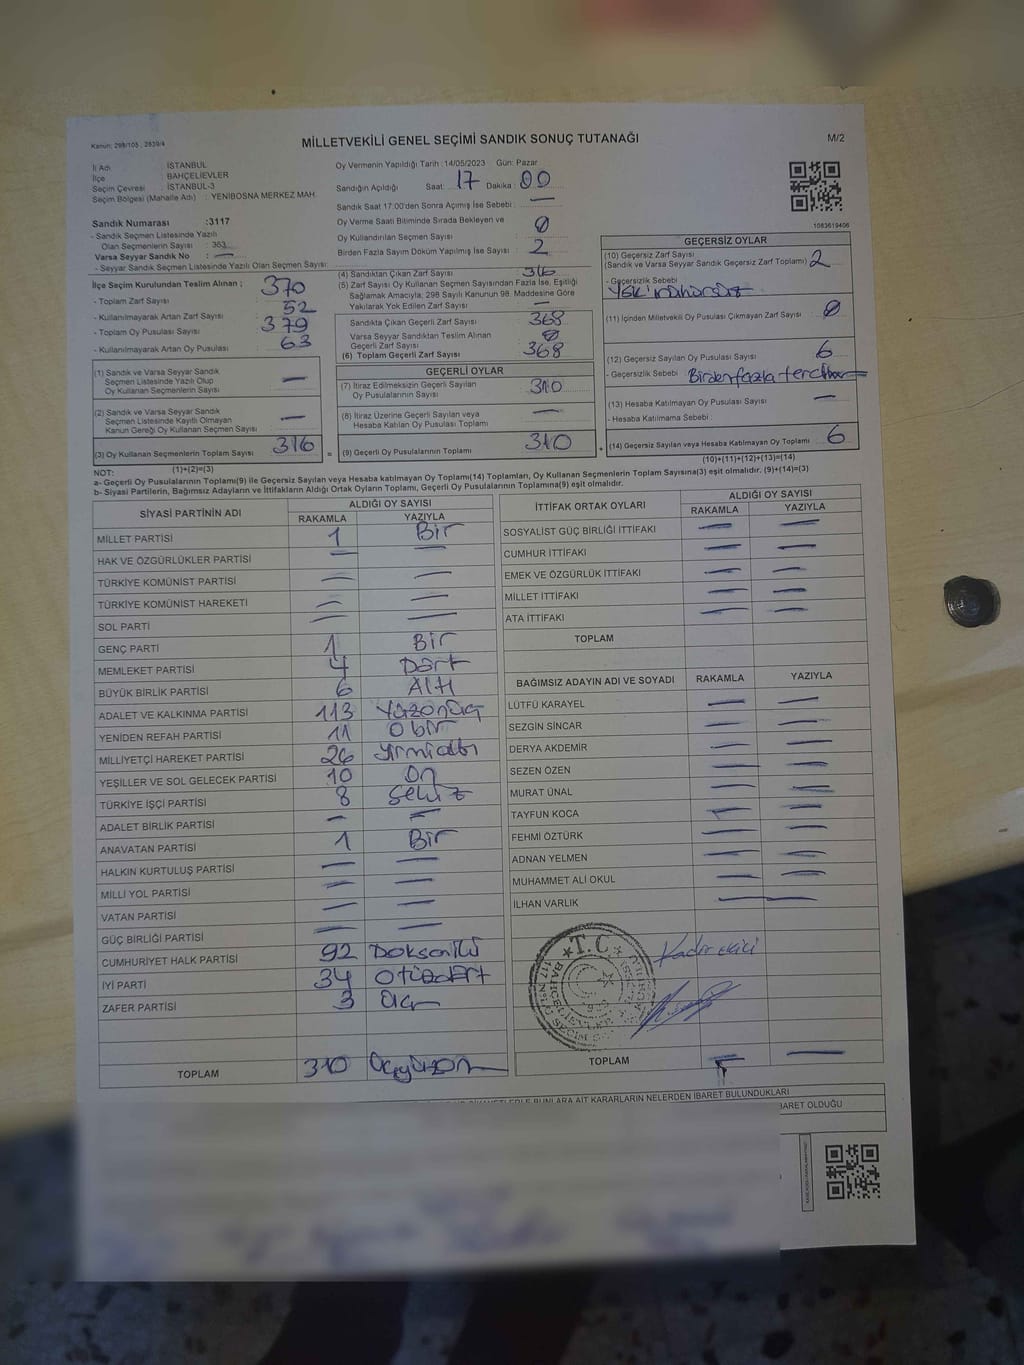 Kanun: 298/105 , 2839/4
MİLLETVEKİLİ GENEL SEÇİMİ SANDIK SONUÇ TUTANAĞI
M/2
İl Adı : İSTANBUL
İlçe : BAHÇELİEVLER
Seçim Çevresi : İSTANBUL-3
Seçim Bölgesi (Mahalle Adı) : YENİBOSNA MERKEZ MAH.
Sandık Numarası :3117
- Sandık Seçmen Listesinde Yazılı
Olan Seçmenlerin Sayısı : 363
Varsa Seyyar Sandık No —
- Seyyar Sandık Seçmen Listesinde Yazılı Olan Seçmen Sayısı:
İlçe Seçim Kurulundan Teslim Alınan ;
- Toplam Zarf Sayısı : 370
- Kullanılmayarak Artan Zarf Sayısı : 52
- Toplam Oy Pusulası Sayısı : 379
- Kullanılmayarak Artan Oy Pusulası : 63
(1) Sandık ve Varsa Seyyar Sandık
Seçmen Listesinde Yazılı Olup
Oy Kullanan Seçmenlerin Sayısı —
(2) Sandık ve Varsa Seyyar Sandık
Seçmen Listesinde Kayıtlı Olmayan
Kanun Gereği Oy Kullanan Seçmen Sayısı —
(3) Oy Kullanan Seçmenlerin Toplam Sayısı 316
(1)+(2)=(3)
Oy Vermenin Yapıldığı Tarih : 14/05/2023 Gün: Pazar
Sandığın Açıldığı Saat: 17 Dakika : 00
Sandık Saat 17.00'den Sonra Açılmış İse Sebebi : —
Oy Verme Saati Bitiminde Sırada Bekleyen ve
Oy Kullandırılan Seçmen Sayısı : 0
Birden Fazla Sayım Döküm Yapılmış İse Sayısı : 2
(4) Sandıktan Çıkan Zarf Sayısı 316
(5) Zarf Sayısı Oy Kullanan Seçmen Sayısından Fazla İse, Eşitliği
Sağlamak Amacıyla, 298 Sayılı Kanunun 98. Maddesine Göre
Yakılarak Yok Edilen Zarf Sayısı —
Sandıkta Çıkan Geçerli Zarf Sayısı 368
Varsa Seyyar Sandıktan Teslim Alınan
Geçerli Zarf Sayısı 0
(6) Toplam Geçerli Zarf Sayısı 368
GEÇERLİ OYLAR
(7) İtiraz Edilmeksizin Geçerli Sayılan
Oy Pusulalarının Sayısı 310
(8) İtiraz Üzerine Geçerli Sayılan veya
Hesaba Katılan Oy Pusulası Toplamı —
= (9) Geçerli Oy Pusulalarının Toplamı 310 +
1083619406
GEÇERSİZ OYLAR
(10) Geçersiz Zarf Sayısı
(Sandık ve Varsa Seyyar Sandık Geçersiz Zarf Toplamı) 2
- Geçersizlik Sebebi :
(11) İçinden Milletvekili Oy Pusulası Çıkmayan Zarf Sayısı 0
(12) Geçersiz Sayılan Oy Pusulası Sayısı 6
- Geçersizlik Sebebi : Birden fazla tercih
(13) Hesaba Katılmayan Oy Pusulası Sayısı —
- Hesaba Katılmama Sebebi :
(14) Geçersiz Sayılan veya Hesaba Katılmayan Oy Toplamı 6
(10)+(11)+(12)+(13)=(14)
NOT:
a- Geçerli Oy Pusulalarının Toplamı(9) ile Geçersiz Sayılan veya Hesaba katılmayan Oy Toplamı(14) Toplamları, Oy Kullanan Seçmenlerin Toplam Sayısına(3) eşit olmalıdır. (9)+(14)=(3)
b- Siyasi Partilerin, Bağımsız Adayların ve İttifakların Aldığı Ortak Oyların Toplamı, Geçerli Oy Pusulalarının Toplamına(9) eşit olmalıdır.
SİYASİ PARTİNİN ADI ALDIĞI OY SAYISI
RAKAMLA YAZIYLA
MİLLET PARTİSİ 1 Bir
HAK VE ÖZGÜRLÜKLER PARTİSİ — —
TÜRKİYE KOMÜNİST PARTİSİ — —
TÜRKİYE KOMÜNİST HAREKETİ — —
SOL PARTİ — —
GENÇ PARTİ 1 Bir
MEMLEKET PARTİSİ 4 Dört
BÜYÜK BİRLİK PARTİSİ 6 Altı
ADALET VE KALKINMA PARTİSİ 113 Yüzonüç
YENİDEN REFAH PARTİSİ 11 Obir
MİLLİYETÇİ HAREKET PARTİSİ 26 Yirmialtı
YEŞİLLER VE SOL GELECEK PARTİSİ 10 On
TÜRKİYE İŞÇİ PARTİSİ 8 Sekiz
ADALET BİRLİK PARTİSİ — —
ANAVATAN PARTİSİ 1 Bir
HALKIN KURTULUŞ PARTİSİ — —
MİLLİ YOL PARTİSİ — —
VATAN PARTİSİ — —
GÜÇ BİRLİĞİ PARTİSİ — —
CUMHURİYET HALK PARTİSİ 92 Doksaniki
İYİ PARTİ 34 Otüzdört
ZAFER PARTİSİ 3 Üç
TOPLAM 310 Üçyüzon
İTTİFAK ORTAK OYLARI ALDIĞI OY SAYISI
RAKAMLA YAZIYLA
SOSYALİST GÜÇ BİRLİĞİ İTTİFAKI — —
CUMHUR İTTİFAKI — —
EMEK VE ÖZGÜRLÜK İTTİFAKI — —
MİLLET İTTİFAKI — —
ATA İTTİFAKI — —
TOPLAM
BAĞIMSIZ ADAYIN ADI VE SOYADI RAKAMLA YAZIYLA
LÜTFÜ KARAYEL — —
SEZGİN SİNCAR — —
DERYA AKDEMİR — —
SEZEN ÖZEN — —
MURAT ÜNAL — —
TAYFUN KOCA — —
FEHMİ ÖZTÜRK — —
ADNAN YELMEN — —
MUHAMMET ALİ OKUL — —
İLHAN VARLIK — —
T.C
Kadir ekici
TOPLAM — —
BUNLARA AİT KARARLARIN NELERDEN İBARET BULUNDUKLARI
BARET OLDUĞU